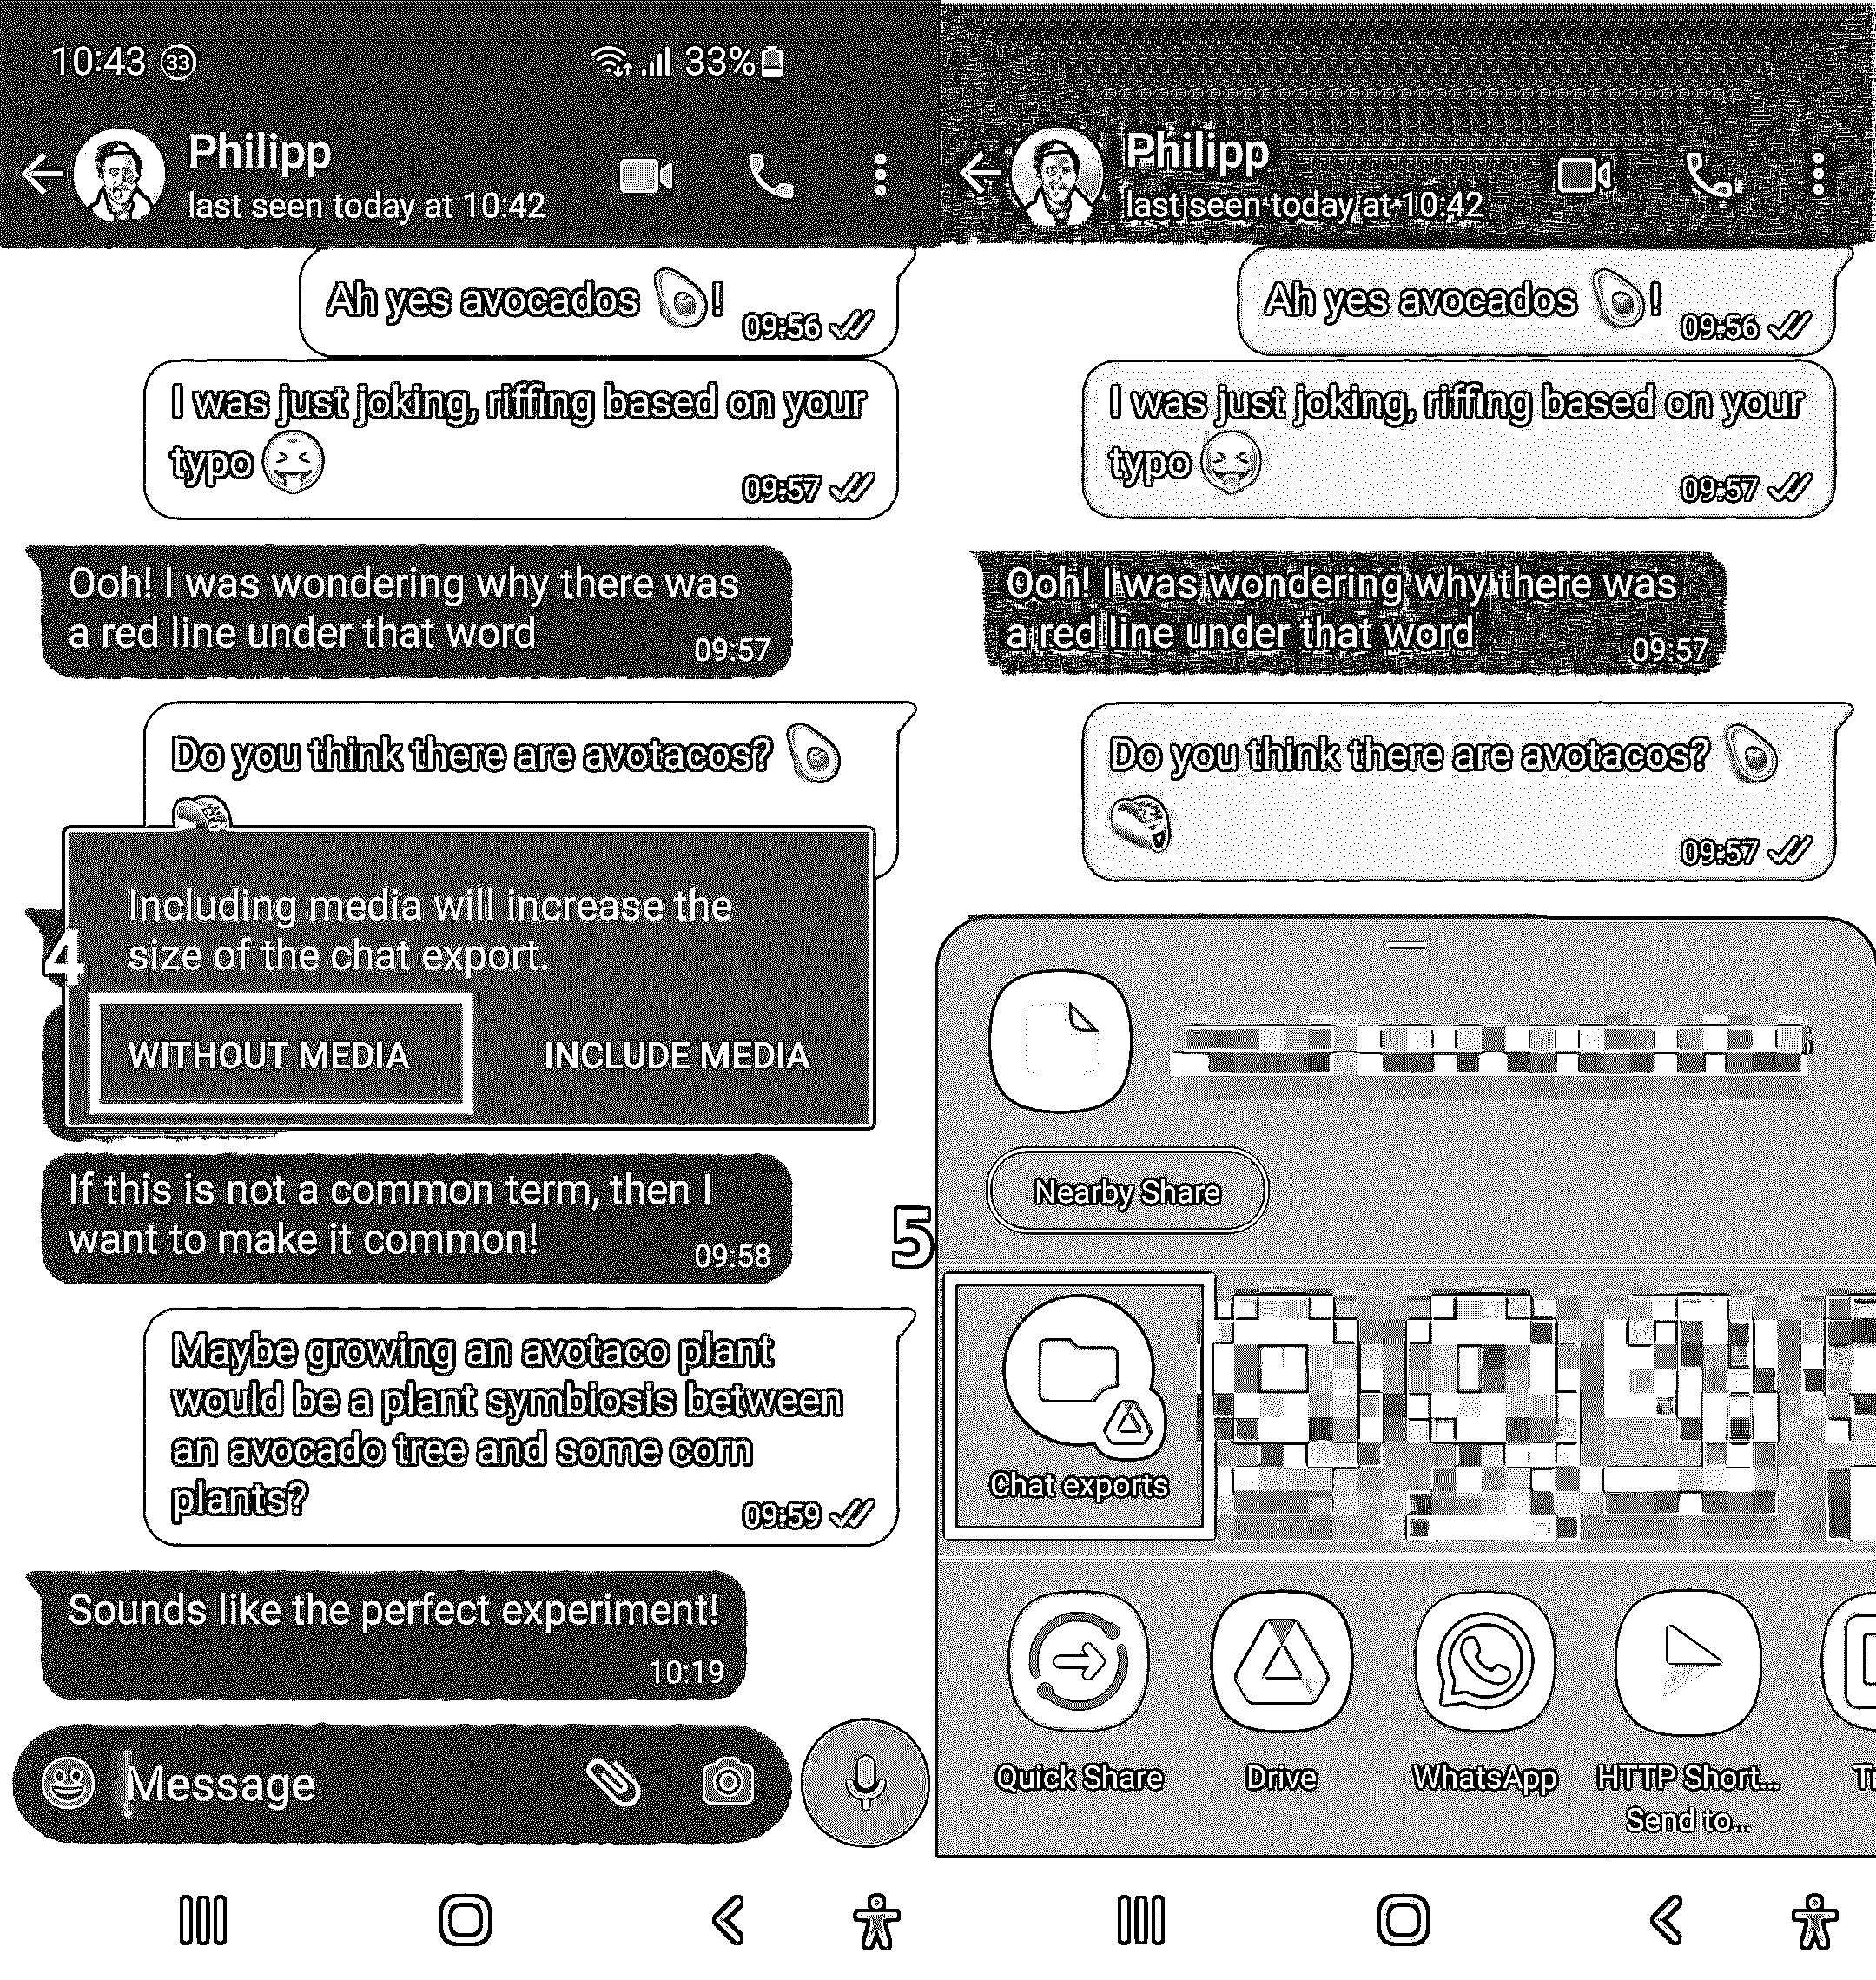 10:43 33 33%
Philipp
last seen today at 10:42
Ah yes avocados 🥑!
09:56
I was just joking, riffing based on your
typo 😝
09:57
Ooh! I was wondering why there was
a red line under that word
09:57
Do you think there are avotacos? 🥑
🌮
4
Including media will increase the
size of the chat export.
WITHOUT MEDIA INCLUDE MEDIA
If this is not a common term, then I
want to make it common!
09:58
Maybe growing an avotaco plant
would be a plant symbiosis between
an avocado tree and some corn
plants?
09:59
Sounds like the perfect experiment!
10:19
Message
Philipp
last seen today at 10:42
Ah yes avocados 🥑!
09:56
I was just joking, riffing based on your
typo 😝
09:57
Ooh! I was wondering why there was
a red line under that word
09:57
Do you think there are avotacos? 🥑
🌮
09:57
Nearby Share
5
Chat exports
Quick Share Drive WhatsApp HTTP Short...
Send to...